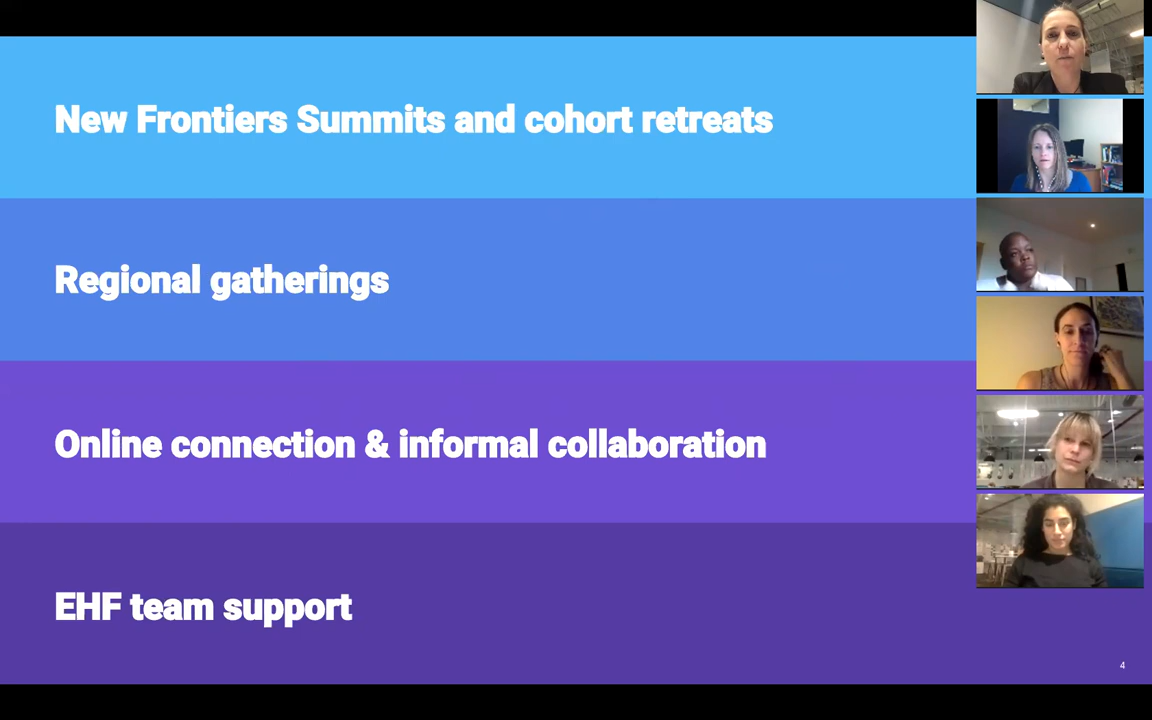 New Frontiers Summits and cohort retreats
Regional gatherings
Online connection & informal collaboration
EHF team support
4